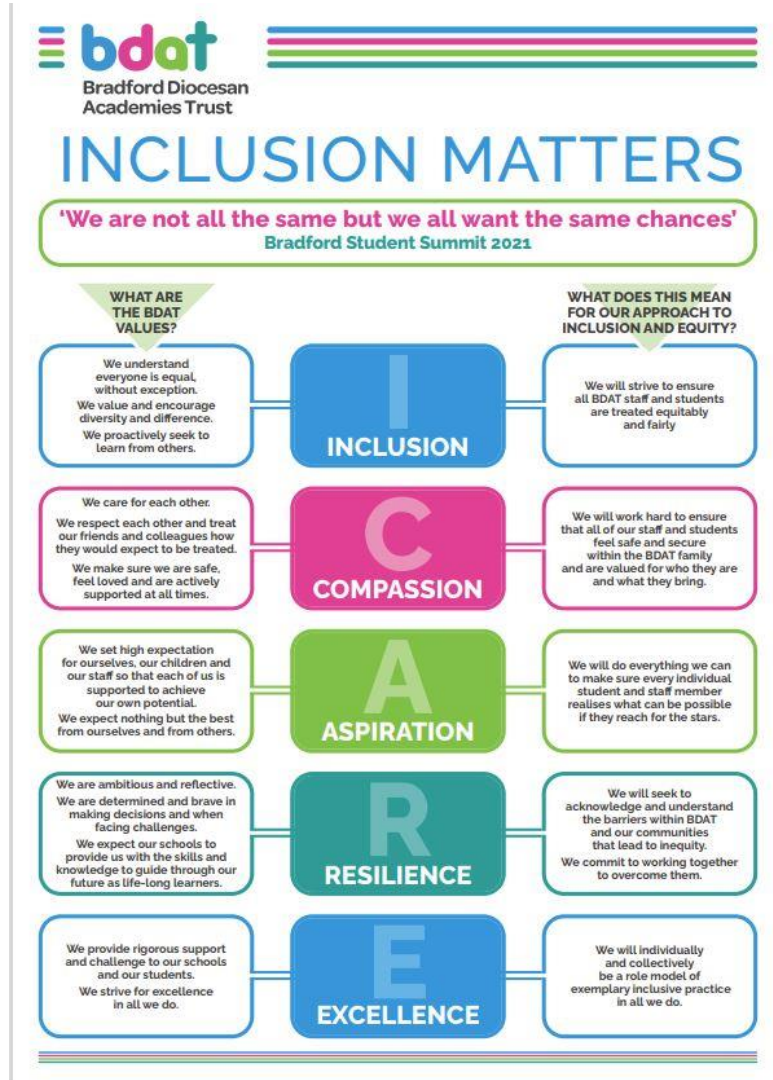 bdat
Bradford Diocesan
Academies Trust
INCLUSION MATTERS
‘We are not all the same but we all want the same chances’
Bradford Student Summit 2021
WHAT ARE
THE BDAT
VALUES?
WHAT DOES THIS MEAN
FOR OUR APPROACH TO
INCLUSION AND EQUITY?
We understand
everyone is equal,
without exception.
We value and encourage
diversity and difference.
We proactively seek to
learn from others.
I
INCLUSION
We will strive to ensure
all BDAT staff and students
are treated equitably
and fairly
We care for each other.
We respect each other and treat
our friends and colleagues how
they would expect to be treated.
We make sure we are safe,
feel loved and are actively
supported at all times.
C
COMPASSION
We will work hard to ensure
that all of our staff and students
feel safe and secure
within the BDAT family
and are valued for who they are
and what they bring.
We set high expectation
for ourselves, our children and
our staff so that each of us is
supported to achieve
our own potential.
We expect nothing but the best
from ourselves and from others.
A
ASPIRATION
We will do everything we can
to make sure every individual
student and staff member
realises what can be possible
if they reach for the stars.
We are ambitious and reflective.
We are determined and brave in
making decisions and when
facing challenges.
We expect our schools to
provide us with the skills and
knowledge to guide through our
future as life-long learners.
R
RESILIENCE
We will seek to
acknowledge and understand
the barriers within BDAT
and our communities
that lead to inequity.
We commit to working together
to overcome them.
We provide rigorous support
and challenge to our schools
and our students.
We strive for excellence
in all we do.
E
EXCELLENCE
We will individually
and collectively
be a role model of
exemplary inclusive practice
in all we do.